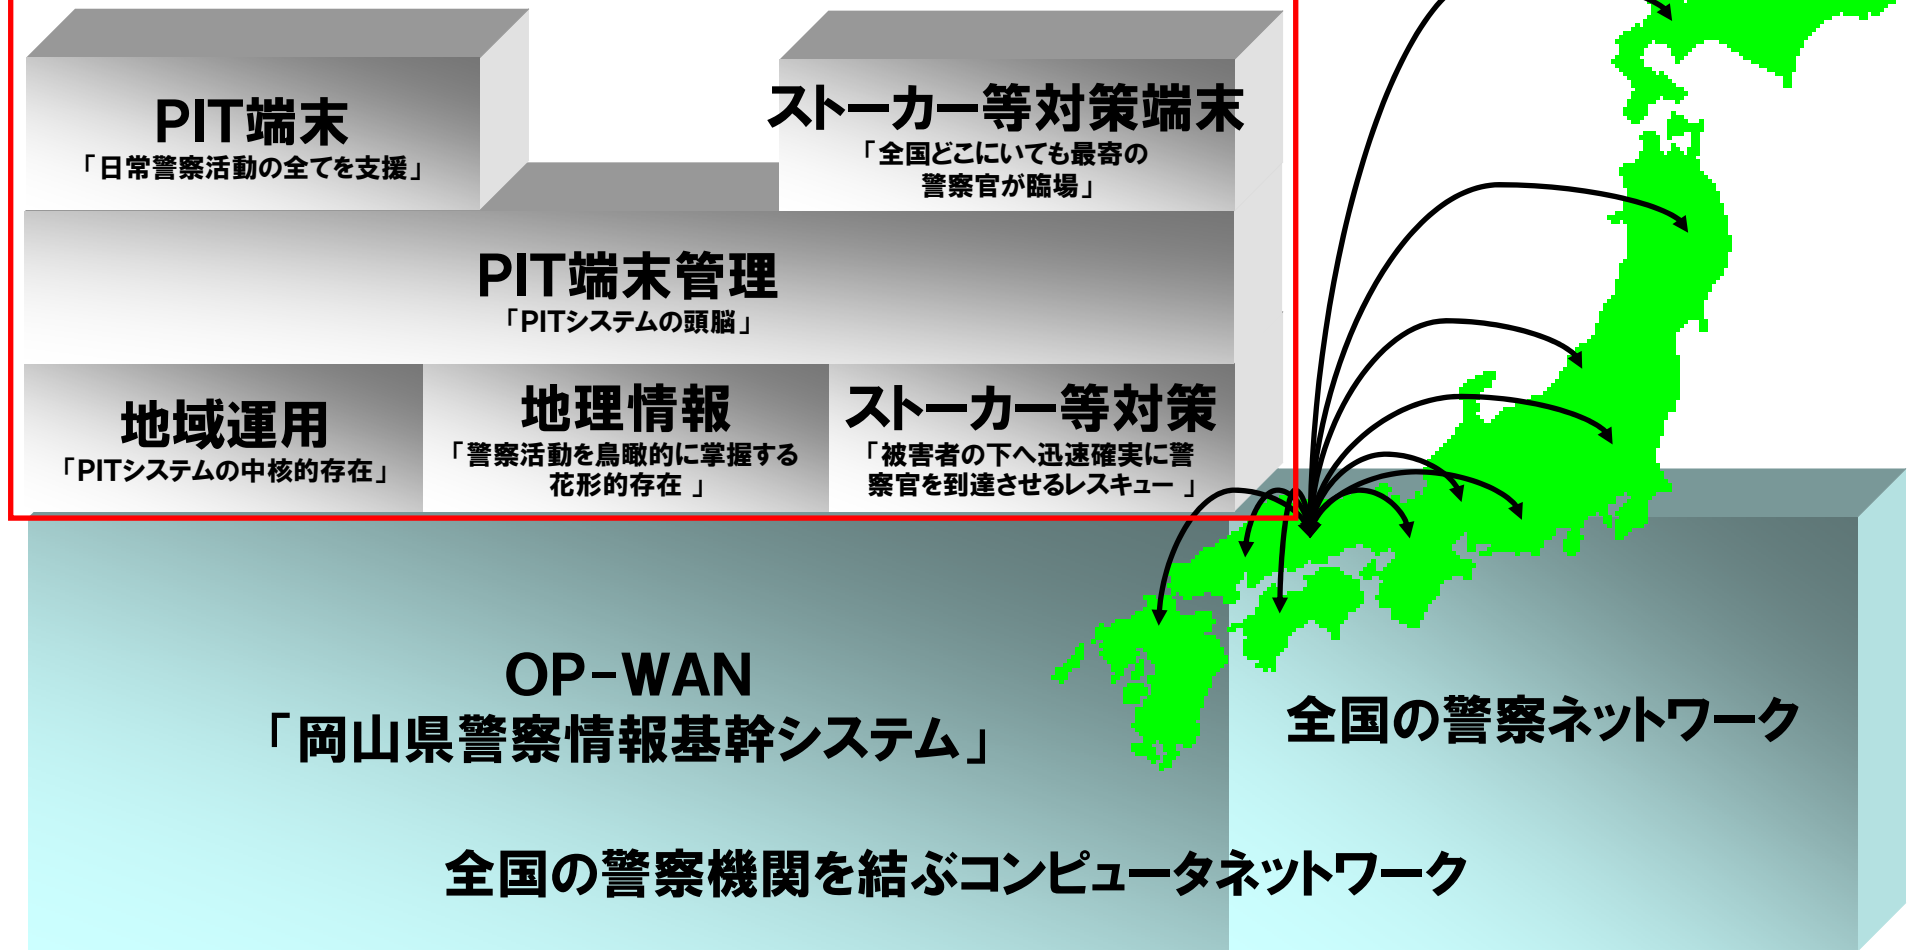 PIT端末
「日常警察活動の全てを支援」
ストーカー等対策端末
「全国どこにいても最寄の
警察官が臨場」
PIT端末管理
「PITシステムの頭脳」
地域運用
「PITシステムの中核的存在」
地理情報
「警察活動を鳥瞰的に掌握する
花形的存在 」
ストーカー等対策
「被害者の下へ迅速確実に警
察官を到達させるレスキュー 」
OP-WAN
「岡山県警察情報基幹システム」
全国の警察ネットワーク
全国の警察機関を結ぶコンピュータネットワーク